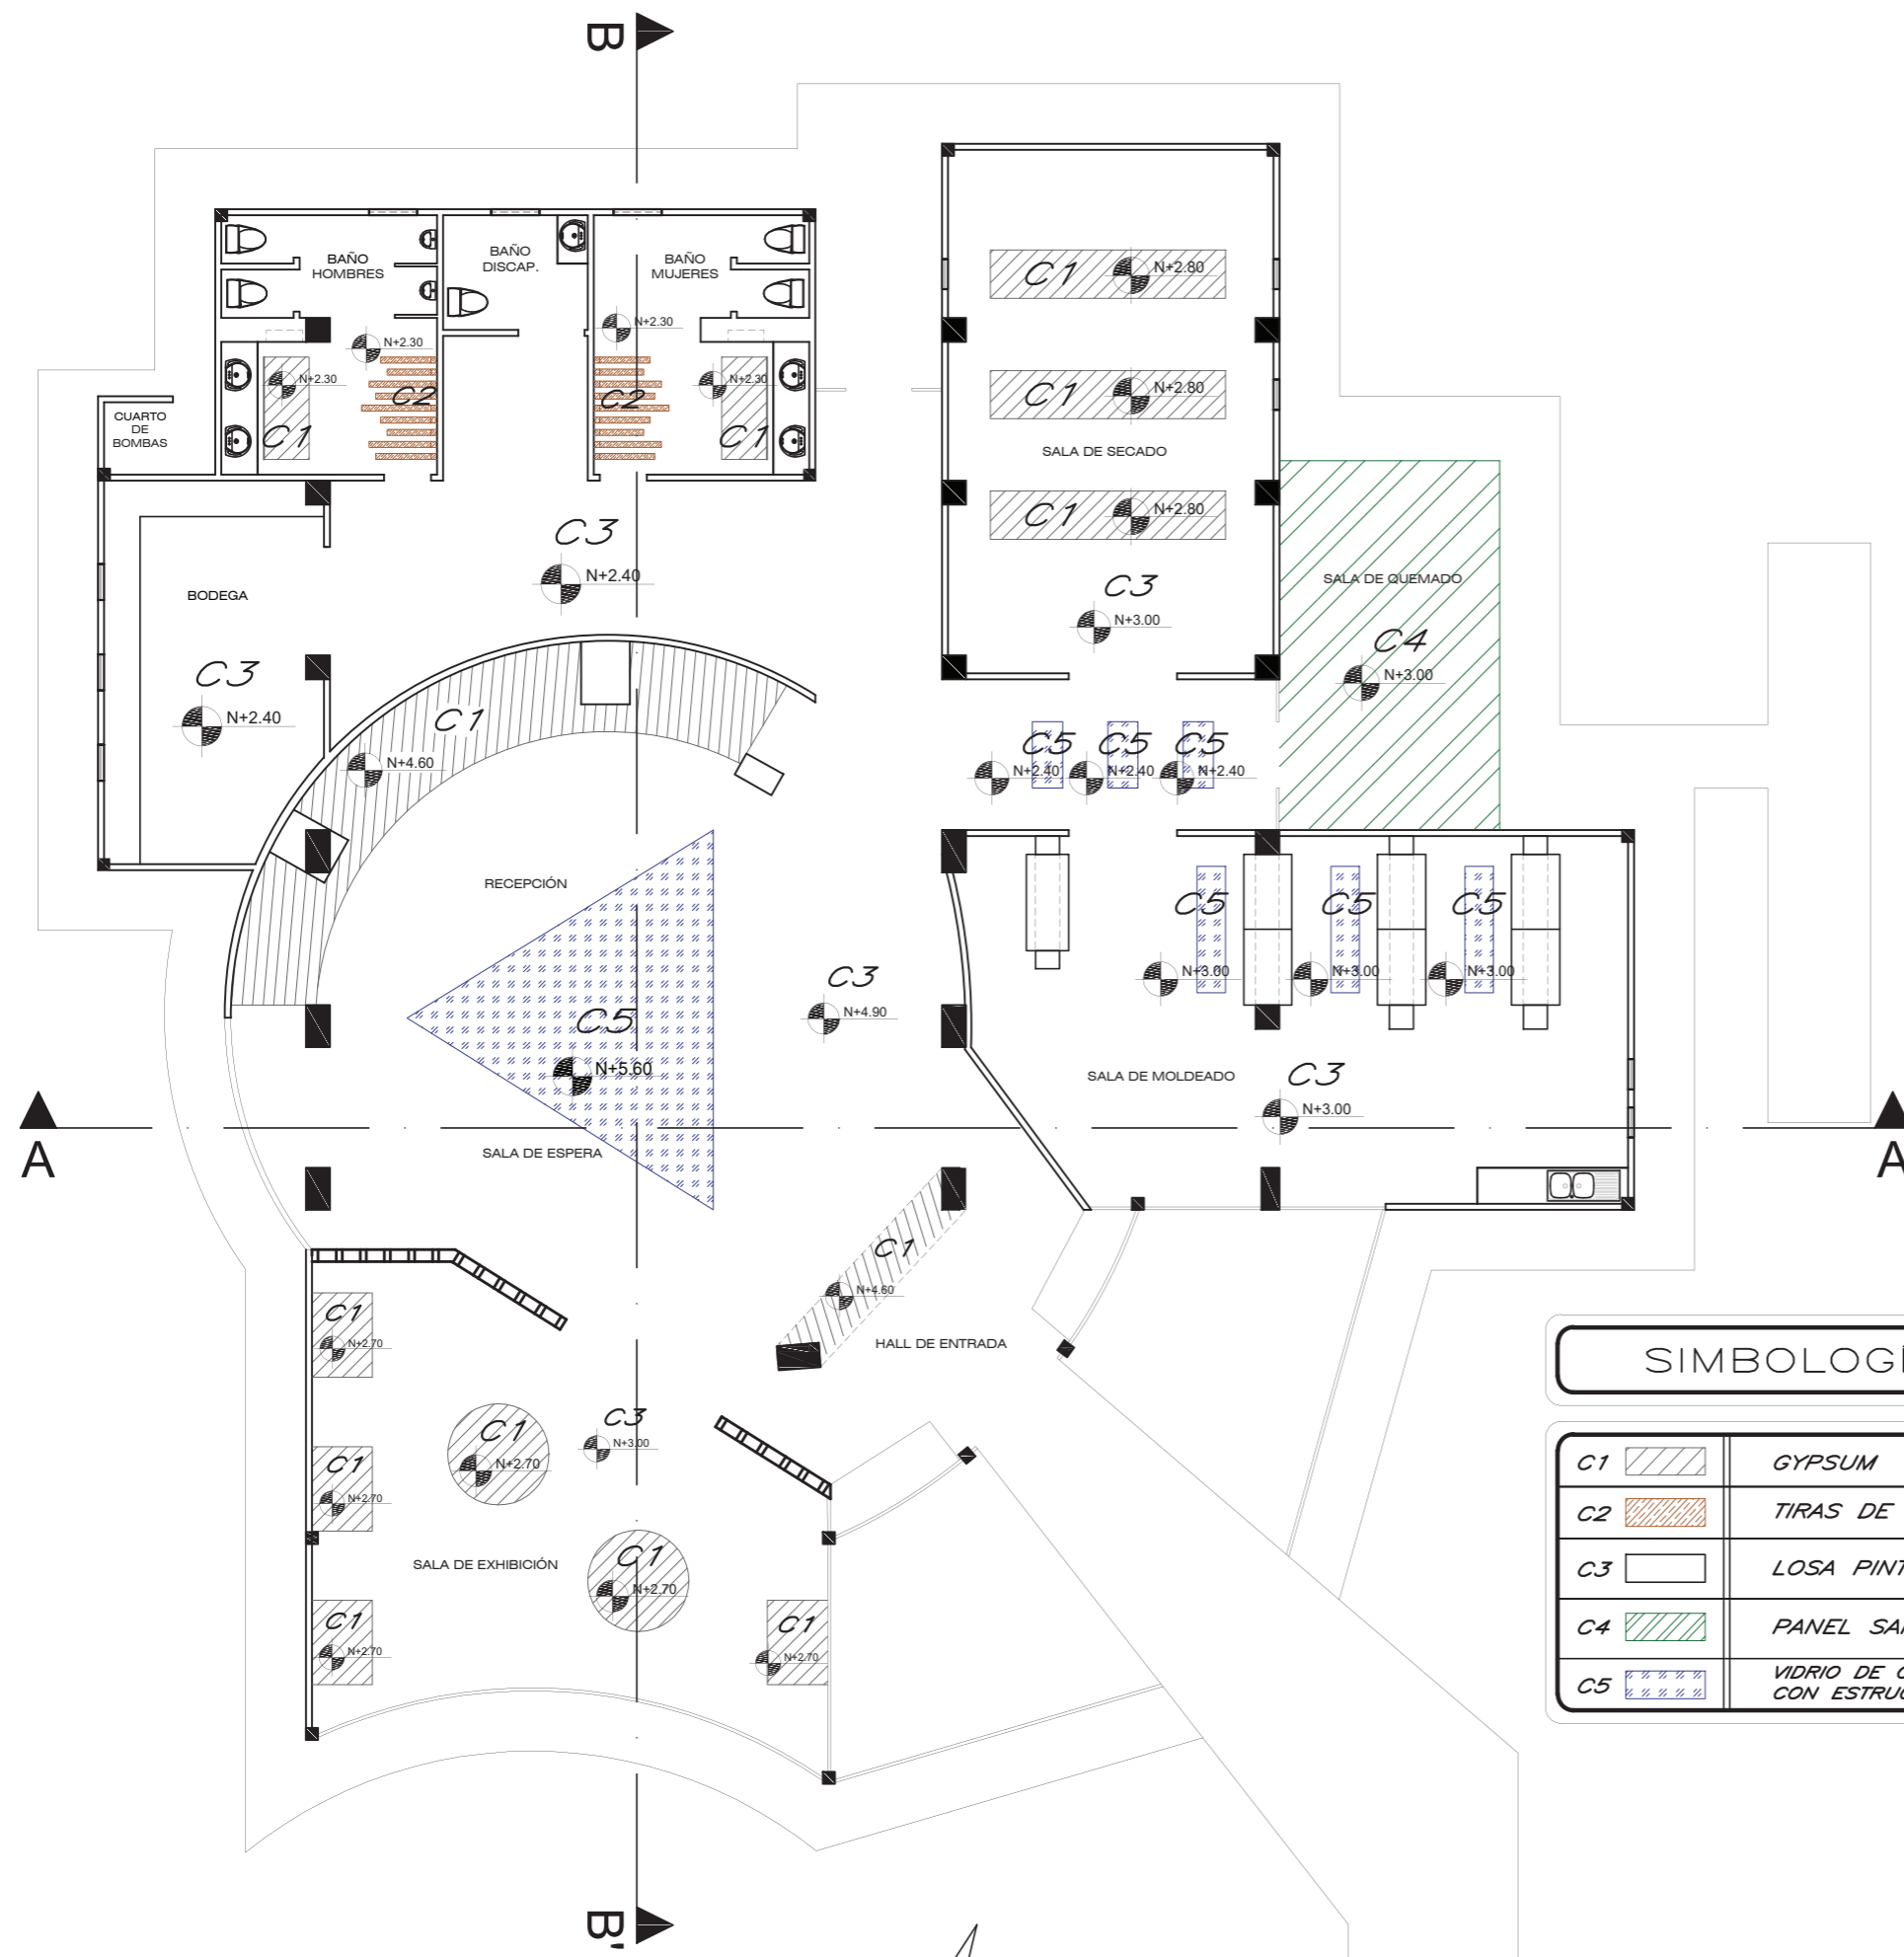 B
BAÑO
HOMBRES
BAÑO
DISCAP.
BAÑO
MUJERES
N+2.30
N+2.30
N+2.30
N+2.30
C2
C2
C1
C1
CUARTO
DE
BOMBAS
C1
N+2.80
C1
N+2.80
SALA DE SECADO
C1
N+2.80
C3
N+3.00
C3
N+2.40
BODEGA
C3
N+2.40
SALA DE QUEMADO
C4
N+3.00
C1
N+4.60
C5
C5
C5
N+2.40
N+2.40
N+2.40
RECEPCIÓN
C5
N+5.60
C3
N+4.90
C5
C5
C5
N+3.00
N+3.00
N+3.00
SALA DE MOLDEADO
C3
N+3.00
A
A
SALA DE ESPERA
C1
N+4.60
HALL DE ENTRADA
C1
N+2.70
C1
N+2.70
C3
N+3.00
C1
N+2.70
SALA DE EXHIBICIÓN
C1
N+2.70
C1
N+2.70
C1
N+2.70
B'
SIMBOLOGÍ
C1 GYPSUM
C2 TIRAS DE
C3 LOSA PINT
C4 PANEL SA
C5 VIDRIO DE
CON ESTRU